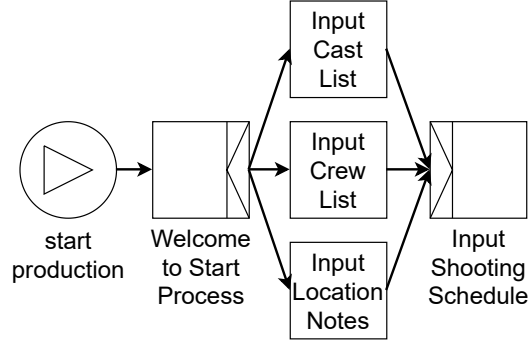 start
production
Welcome
to Start
Process
Input
Cast
List
Input
Crew
List
Input
Location
Notes
Input
Shooting
Schedule